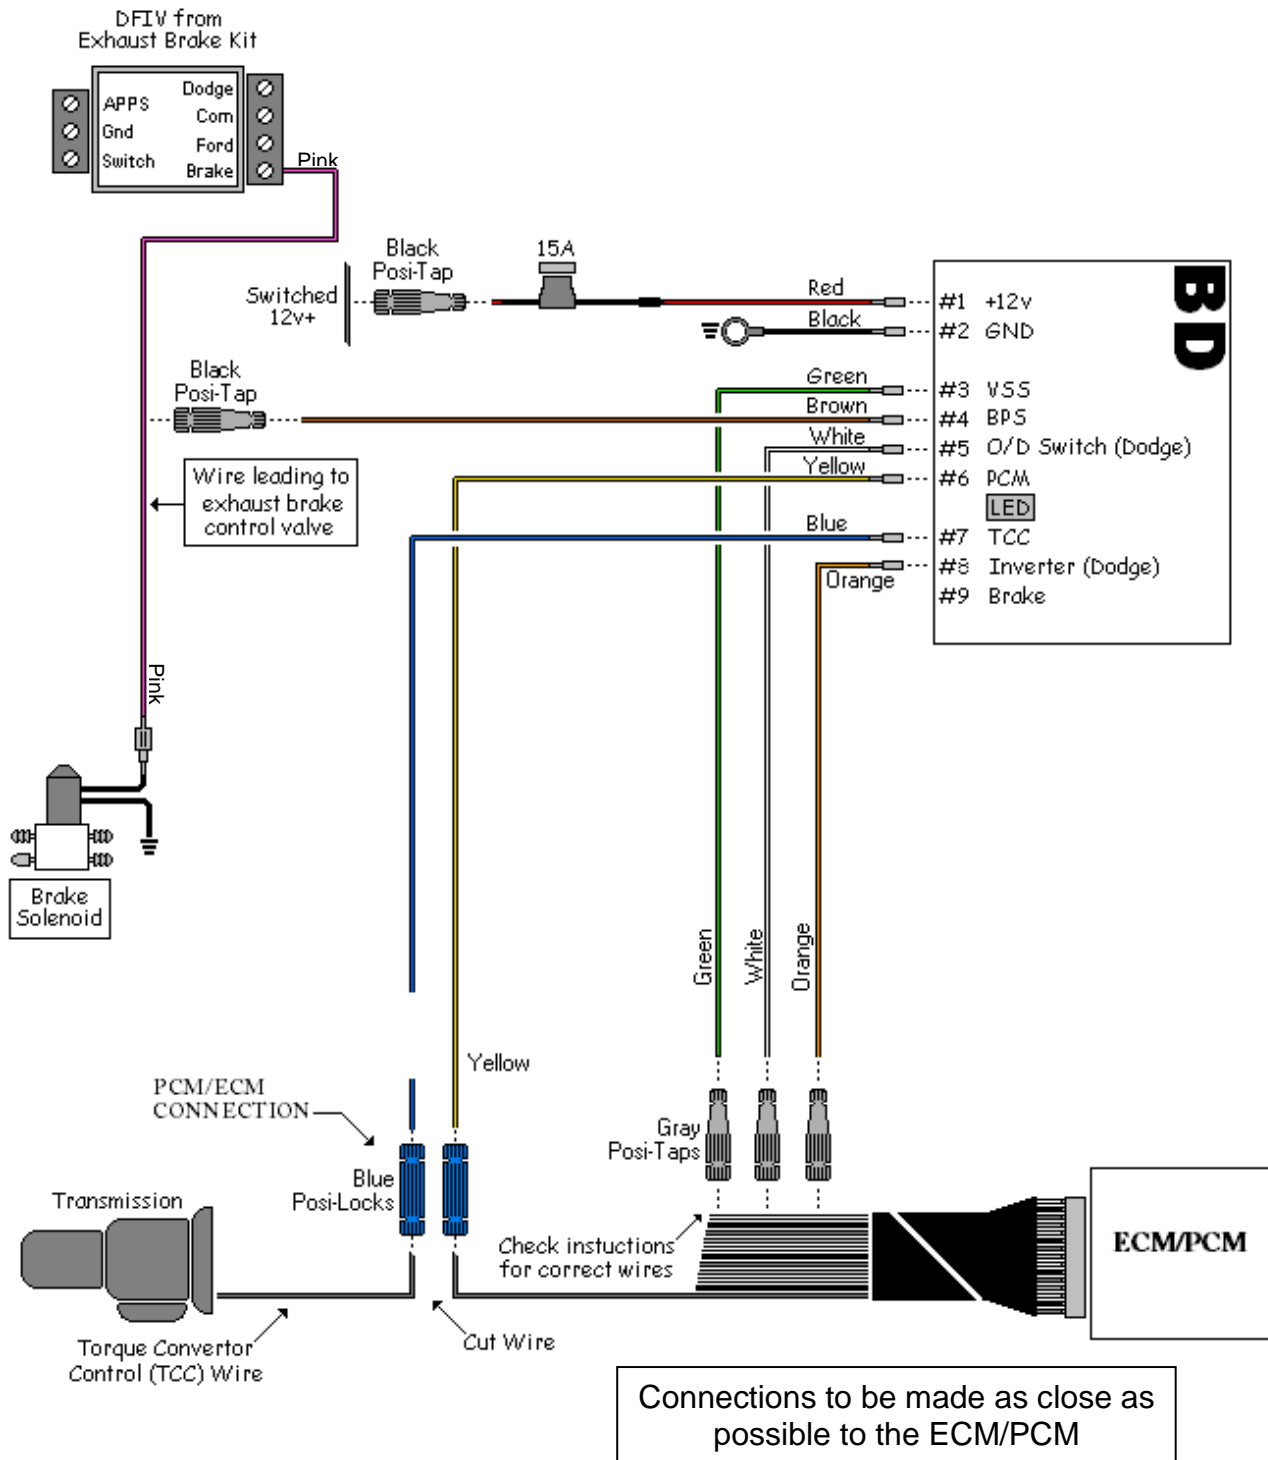 DFIV from
Exhaust Brake Kit
APPS
Gnd
Switch
Dodge
Com
Ford
Brake
Pink
Black
Posi-Tap
15A
Switched
12v+
Red
Black
Green
Brown
White
Yellow
Blue
Orange
BD
#1 +12v
#2 GND
#3 VSS
#4 BPS
#5 O/D Switch (Dodge)
#6 PCM
LED
#7 TCC
#8 Inverter (Dodge)
#9 Brake
Black
Posi-Tap
Wire leading to
exhaust brake
control valve
Pink
Brake
Solenoid
Green
White
Orange
Yellow
PCM/ECM
CONNECTION
Blue
Posi-Locks
Gray
Posi-Taps
Transmission
Check instuctions
for correct wires
ECM/PCM
Torque Convertor
Control (TCC) Wire
Cut Wire
Connections to be made as close as
possible to the ECM/PCM